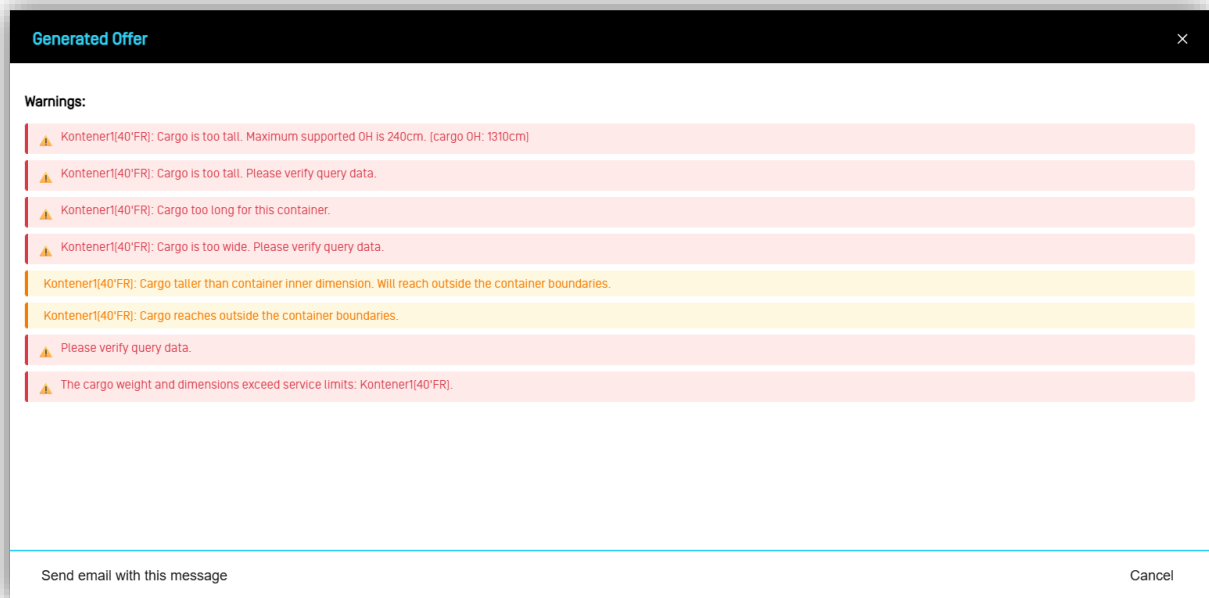 Generated Offer
Warnings:
Kontener1(40'FR): Cargo is too tall. Maximum supported OH is 240cm. (cargo OH: 1310cm)
Kontener1(40'FR): Cargo is too tall. Please verify query data.
Kontener1(40'FR): Cargo too long for this container.
Kontener1(40'FR): Cargo is too wide. Please verify query data.
Kontener1(40'FR): Cargo taller than container inner dimension. Will reach outside the container boundaries.
Kontener1(40'FR): Cargo reaches outside the container boundaries.
Please verify query data.
The cargo weight and dimensions exceed service limits: Kontener1(40'FR).
Send email with this message
Cancel